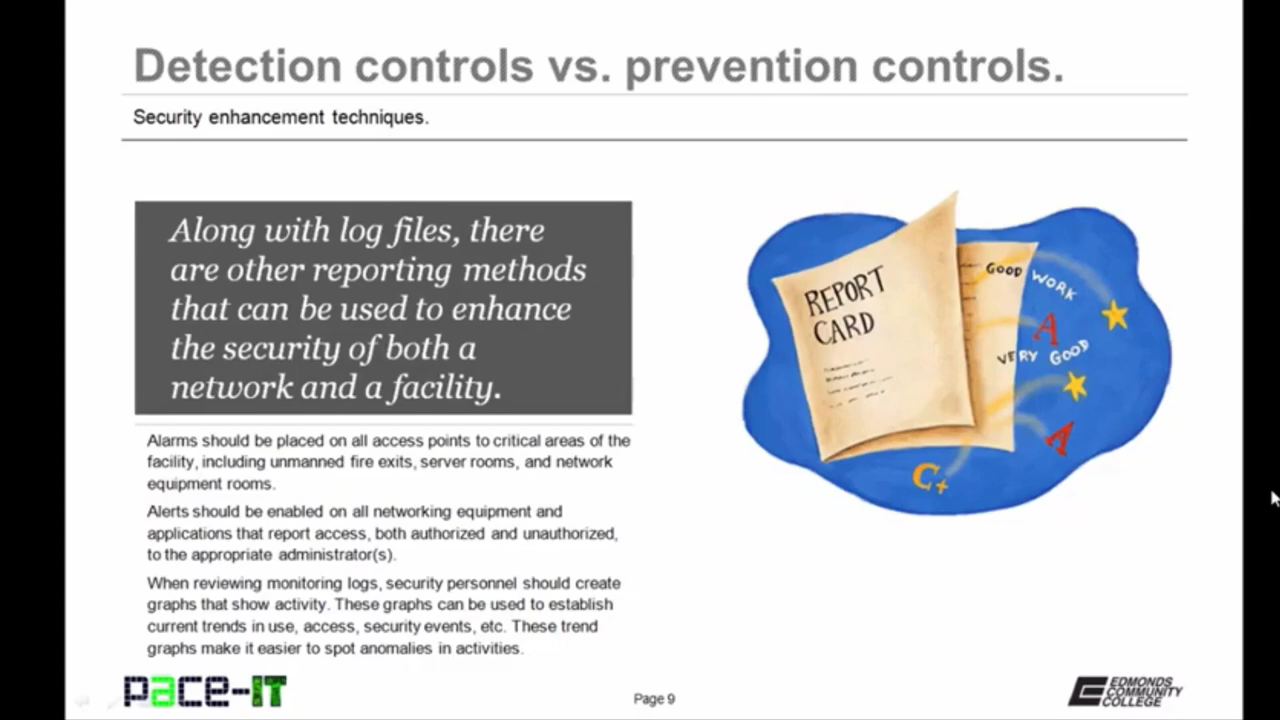 Detection controls vs. prevention controls.
Security enhancement techniques.
Along with log files, there
are other reporting methods
that can be used to enhance
the security of both a
network and a facility.
Alarms should be placed on all access points to critical areas of the
facility, including unmanned fire exits, server rooms, and network
equipment rooms.
Alerts should be enabled on all networking equipment and
applications that report access, both authorized and unauthorized,
to the appropriate administrator(s).
When reviewing monitoring logs, security personnel should create
graphs that show activity. These graphs can be used to establish
current trends in use, access, security events, etc. These trend
graphs make it easier to spot anomalies in activities.
REPORT
CARD
GOOD WORK
A
VERY GOOD
A
C+
pace-IT
Page 9
EDMONDS
COMMUNITY
COLLEGE